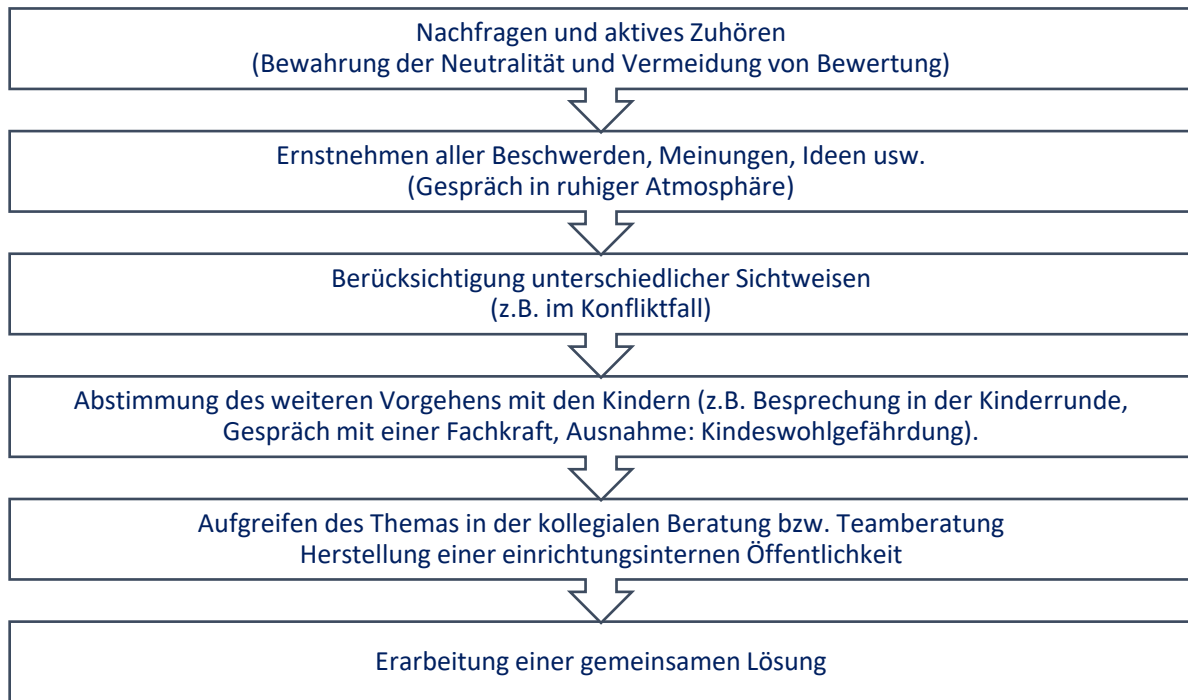 Nachfragen und aktives Zuhören
(Bewahrung der Neutralität und Vermeidung von Bewertung)
Ernstnehmen aller Beschwerden, Meinungen, Ideen usw.
(Gespräch in ruhiger Atmosphäre)
Berücksichtigung unterschiedlicher Sichtweisen
(z.B. im Konfliktfall)
Abstimmung des weiteren Vorgehens mit den Kindern (z.B. Besprechung in der Kinderrunde,
Gespräch mit einer Fachkraft, Ausnahme: Kindeswohlgefährdung).
Aufgreifen des Themas in der kollegialen Beratung bzw. Teamberatung
Herstellung einer einrichtungsinternen Öffentlichkeit
Erarbeitung einer gemeinsamen Lösung